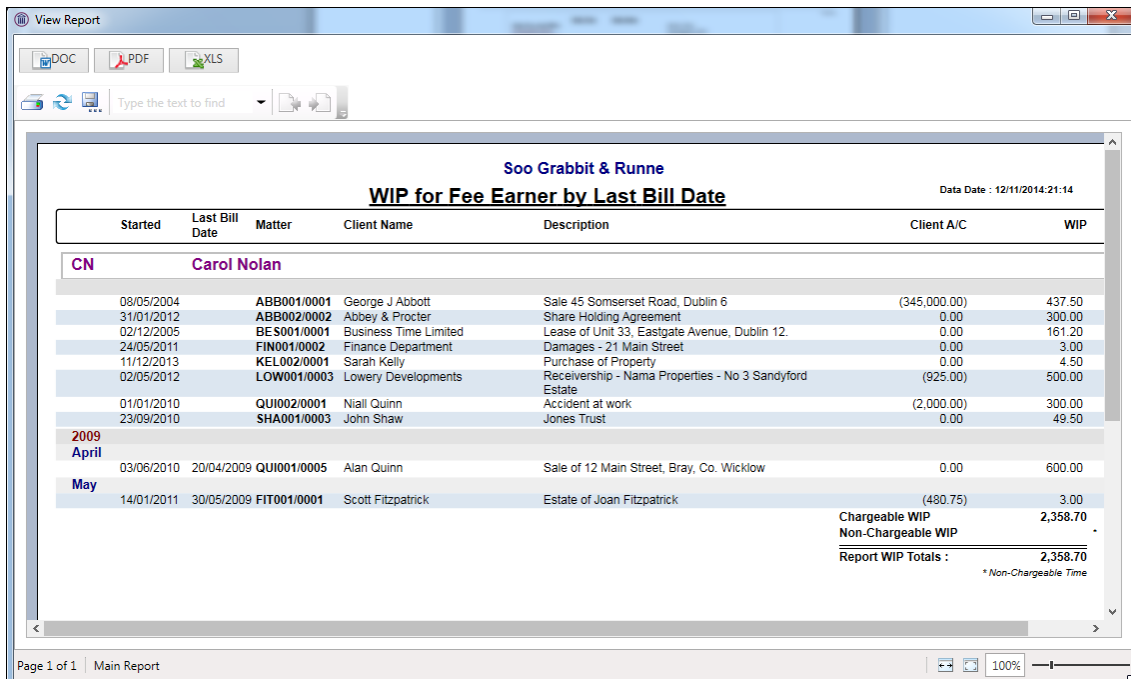 View Report
DOC PDF XLS
Type the text to find
Soo Grabbit & Runne
WIP for Fee Earner by Last Bill Date
Data Date : 12/11/2014:21:14
Started Last Bill Date Matter Client Name Description Client A/C WIP
CN Carol Nolan
08/05/2004 ABB001/0001 George J Abbott Sale 45 Somserset Road, Dublin 6 (345,000.00) 437.50
31/01/2012 ABB002/0002 Abbey & Procter Share Holding Agreement 0.00 300.00
02/12/2005 BES001/0001 Business Time Limited Lease of Unit 33, Eastgate Avenue, Dublin 12. 0.00 161.20
24/05/2011 FIN001/0002 Finance Department Damages - 21 Main Street 0.00 3.00
11/12/2013 KEL002/0001 Sarah Kelly Purchase of Property 0.00 4.50
02/05/2012 LOW001/0003 Lowery Developments Receivership - Nama Properties - No 3 Sandyford (925.00) 500.00
Estate
01/01/2010 QUI002/0001 Niall Quinn Accident at work (2,000.00) 300.00
23/09/2010 SHA001/0003 John Shaw Jones Trust 0.00 49.50
2009
April
03/06/2010 20/04/2009 QUI001/0005 Alan Quinn Sale of 12 Main Street, Bray, Co. Wicklow 0.00 600.00
May
14/01/2011 30/05/2009 FIT001/0001 Scott Fitzpatrick Estate of Joan Fitzpatrick (480.75) 3.00
Chargeable WIP 2,358.70
Non-Chargeable WIP *
Report WIP Totals : 2,358.70
* Non-Chargeable Time
Page 1 of 1 Main Report 100%